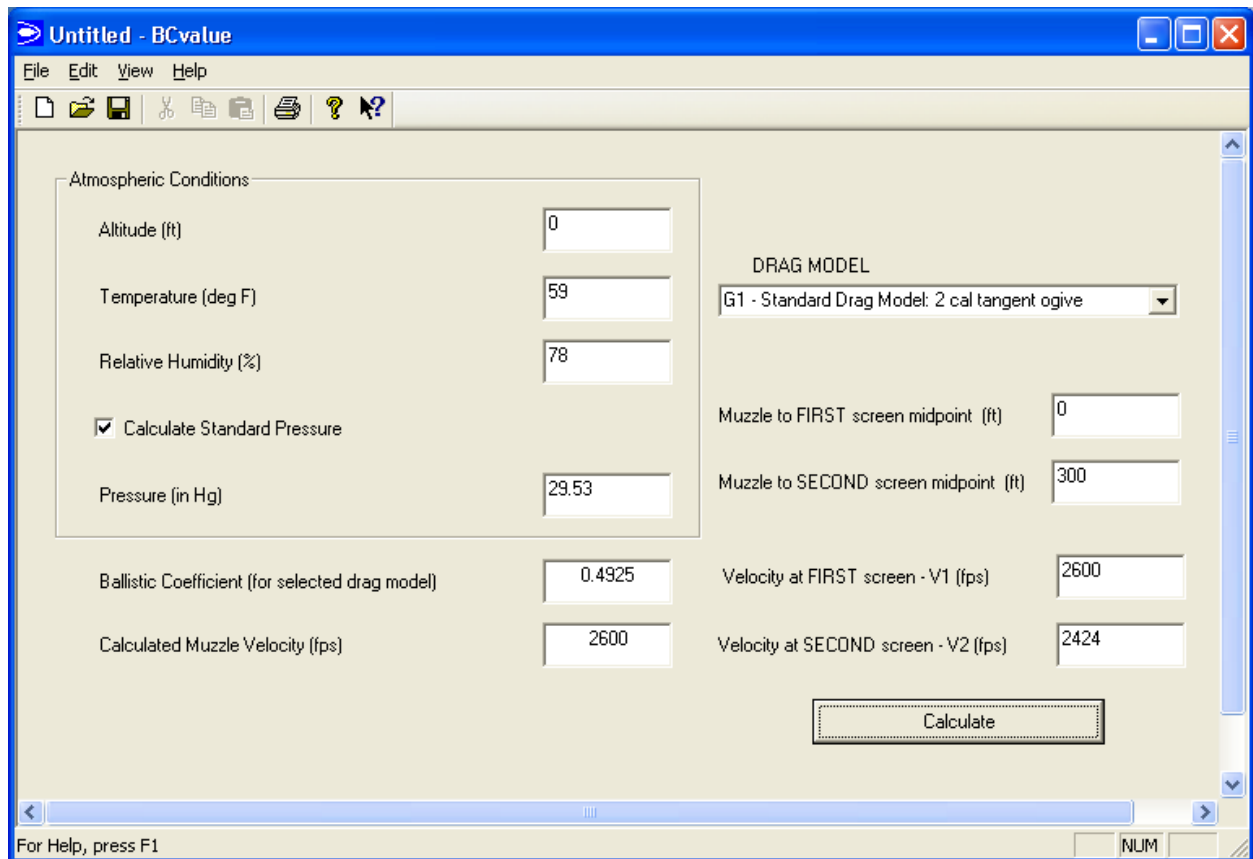 Untitled - BCvalue
File Edit View Help
Atmospheric Conditions
Altitude (ft) 0
Temperature (deg F) 59
Relative Humidity (%) 78
Calculate Standard Pressure
Pressure (in Hg) 29.53
Ballistic Coefficient (for selected drag model) 0.4925
Calculated Muzzle Velocity (fps) 2600
DRAG MODEL
G1 - Standard Drag Model: 2 cal tangent ogive
Muzzle to FIRST screen midpoint (ft) 0
Muzzle to SECOND screen midpoint (ft) 300
Velocity at FIRST screen - V1 (fps) 2600
Velocity at SECOND screen - V2 (fps) 2424
Calculate
For Help, press F1
NUM